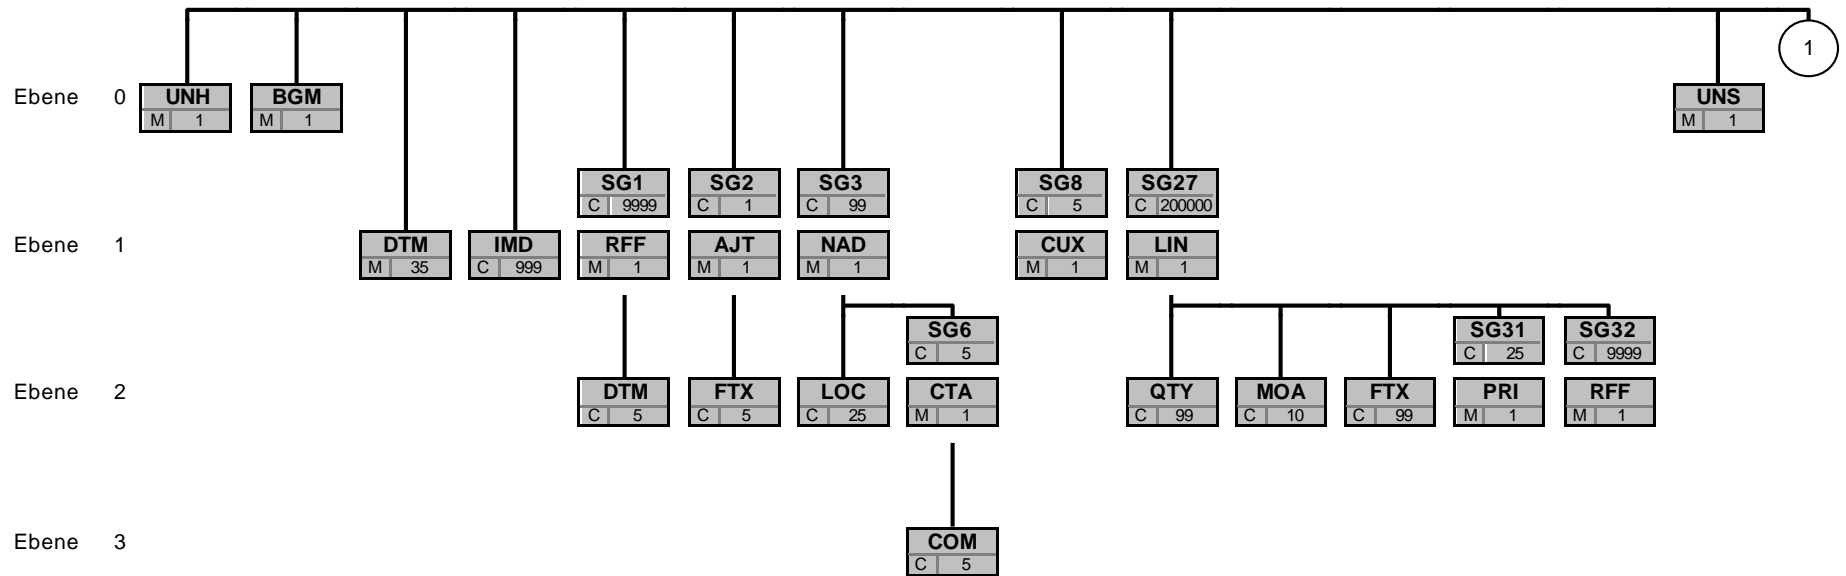 1
Ebene 0 UNH BGM UNS
M 1 M 1 M 1
SG1 SG2 SG3 SG8 SG27
C 9999 C 1 C 99 C 5 C 200000
Ebene 1 DTM IMD RFF AJT NAD CUX LIN
M 35 C 999 M 1 M 1 M 1 M 1 M 1
SG6 SG31 SG32
C 5 C 25 C 9999
Ebene 2 DTM FTX LOC CTA QTY MOA FTX PRI RFF
C 5 C 5 C 25 M 1 C 99 C 10 C 99 M 1 M 1
Ebene 3 COM
C 5